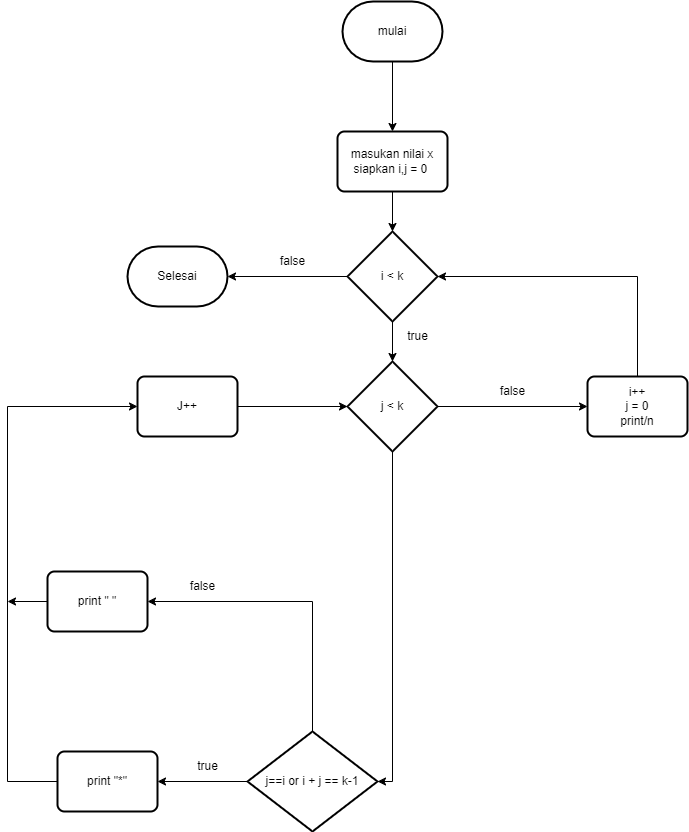 mulai
masukan nilai x
siapkan i,j = 0
false
Selesai
i < k
true
J++
j < k
false
i++
j = 0
print/n
false
print " "
true
print "*"
j==i or i + j == k-1